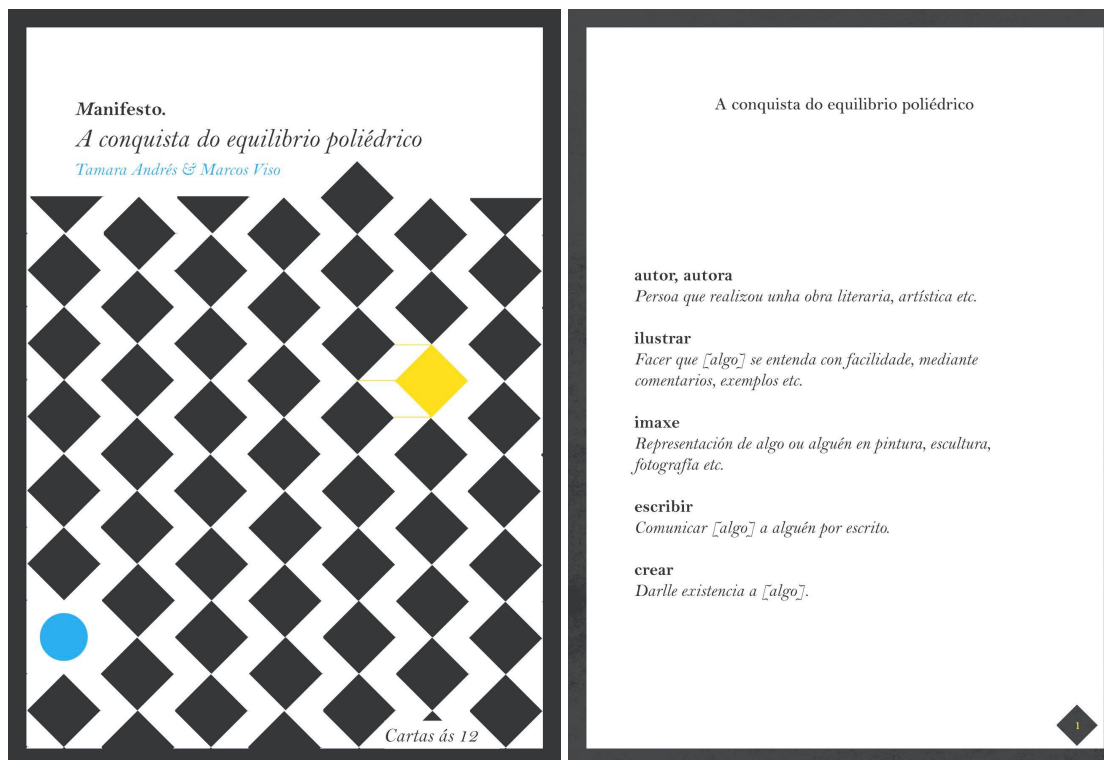 Manifesto.
A conquista do equilibrio poliédrico
Tamara Andrés & Marcos Viso
Cartas ás 12
A conquista do equilibrio poliédrico
autor, autora
Persoa que realizou unha obra literaria, artística etc.
ilustrar
Facer que [algo] se entenda con facilidade, mediante
comentarios, exemplos etc.
imaxe
Representación de algo ou alguén en pintura, escultura,
fotografía etc.
escribir
Comunicar [algo] a alguén por escrito.
crear
Darlle existencia a [algo].
1